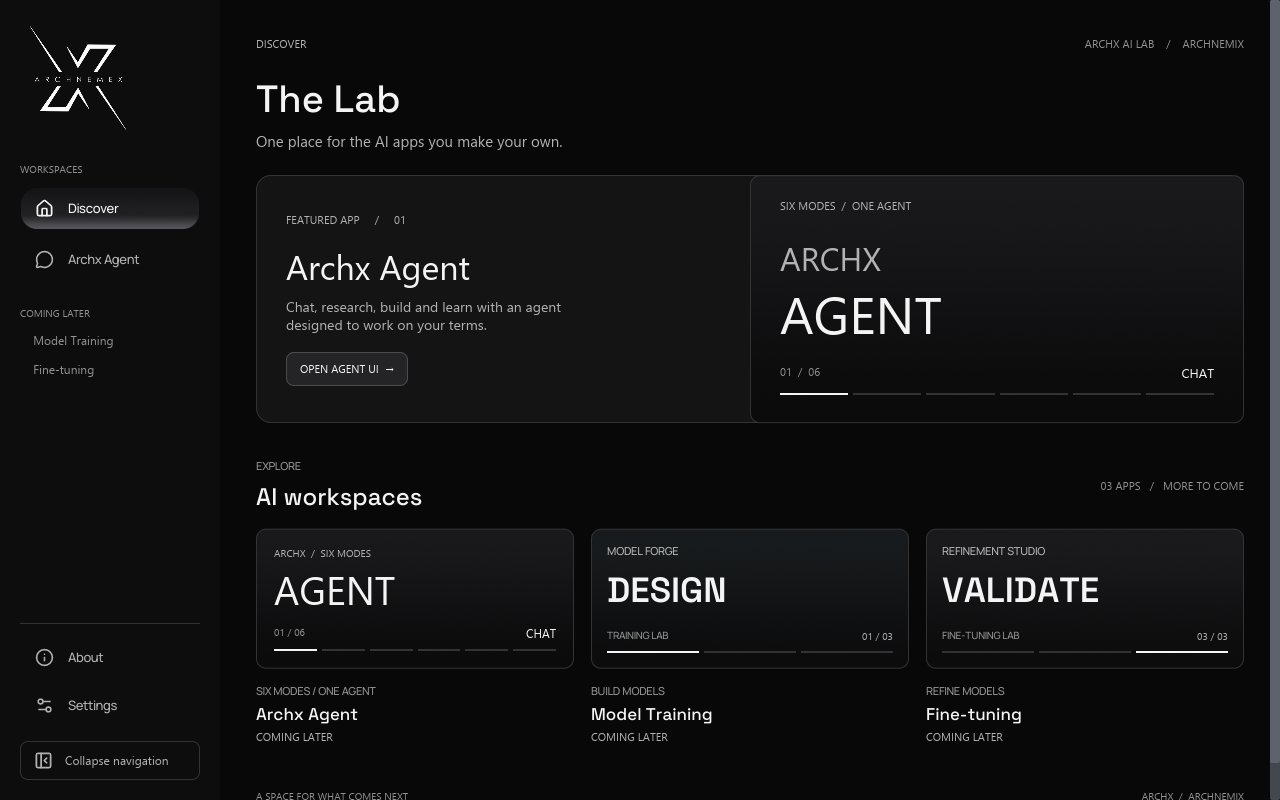 ARCHNEMEX
WORKSPACES
Discover
Archx Agent
COMING LATER
Model Training
Fine-tuning
About
Settings
Collapse navigation
DISCOVER
ARCHX AI LAB / ARCHNEMIX
The Lab
One place for the AI apps you make your own.
FEATURED APP / 01
Archx Agent
Chat, research, build and learn with an agent
designed to work on your terms.
OPEN AGENT UI →
SIX MODES / ONE AGENT
ARCHX
AGENT
01 / 06
CHAT
EXPLORE
AI workspaces
03 APPS / MORE TO COME
ARCHX / SIX MODES
AGENT
01 / 06
CHAT
SIX MODES / ONE AGENT
Archx Agent
COMING LATER
MODEL FORGE
DESIGN
TRAINING LAB
01 / 03
BUILD MODELS
Model Training
COMING LATER
REFINEMENT STUDIO
VALIDATE
FINE-TUNING LAB
03 / 03
REFINE MODELS
Fine-tuning
COMING LATER
A SPACE FOR WHAT COMES NEXT
ARCHX / ARCHNEMIX